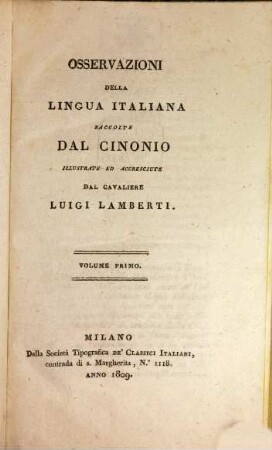 OSSERVAZIONI
DELLA
LINGUA ITALIANA
RACCOLTE
DAL CINONIO
ILLUSTRATE ED ACCRESCIUTE
DAL CAVALIERE
LUIGI LAMBERTI.
VOLUME PRIMO.
MILANO
Dalla Società Tipografica DE' CLASSICI ITALIANI,
contrada di s. Margherita, N.° 1118.
ANNO 1809.